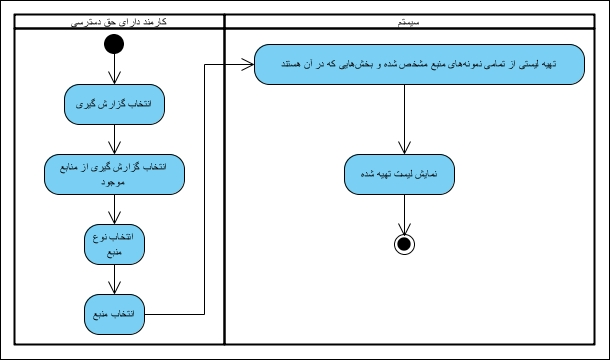 کارمند دارای حق دسترسی
سیستم
انتخاب گزارش گیری
انتخاب گزارش گیری از منابع
موجود
انتخاب نوع
منبع
انتخاب منبع
تهیه لیستی از تمامی نمونه‌های منبع مشخص شده و بخش‌هایی که در آن هستند
نمایش لیست تهیه شده